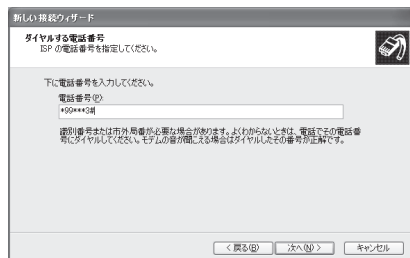 新しい接続ウィザード
ダイヤルする電話番号
ISP の電話番号を指定してください。
下に電話番号を入力してください。
電話番号(P):
*99***3#
識別番号または市外局番が必要な場合があります。よくわからないときは、電話でその電話番
号にダイヤルしてください。モデムの音が聞こえる場合はダイヤルしたその番号が正解です。
< 戻る(B)
次へ(N) >
キャンセル